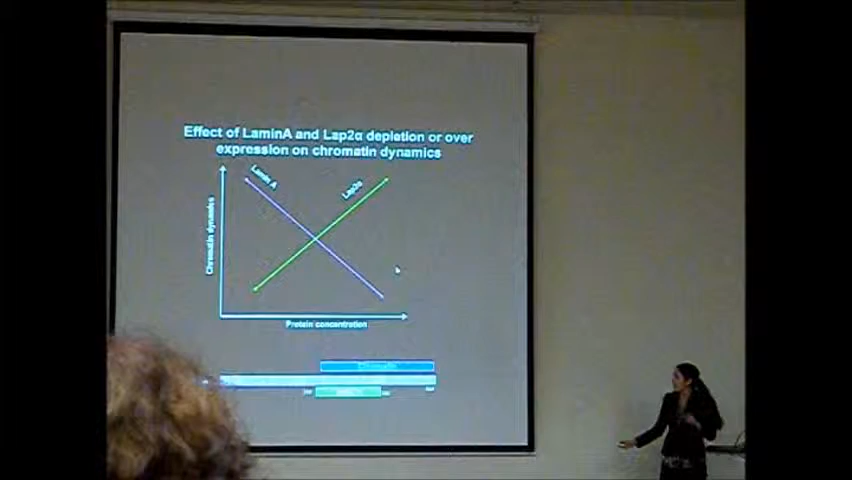 Effect of LaminA and Lap2α depletion or over
expression on chromatin dynamics
Lamin A
Lap2α
Chromatin dynamics
Protein concentration